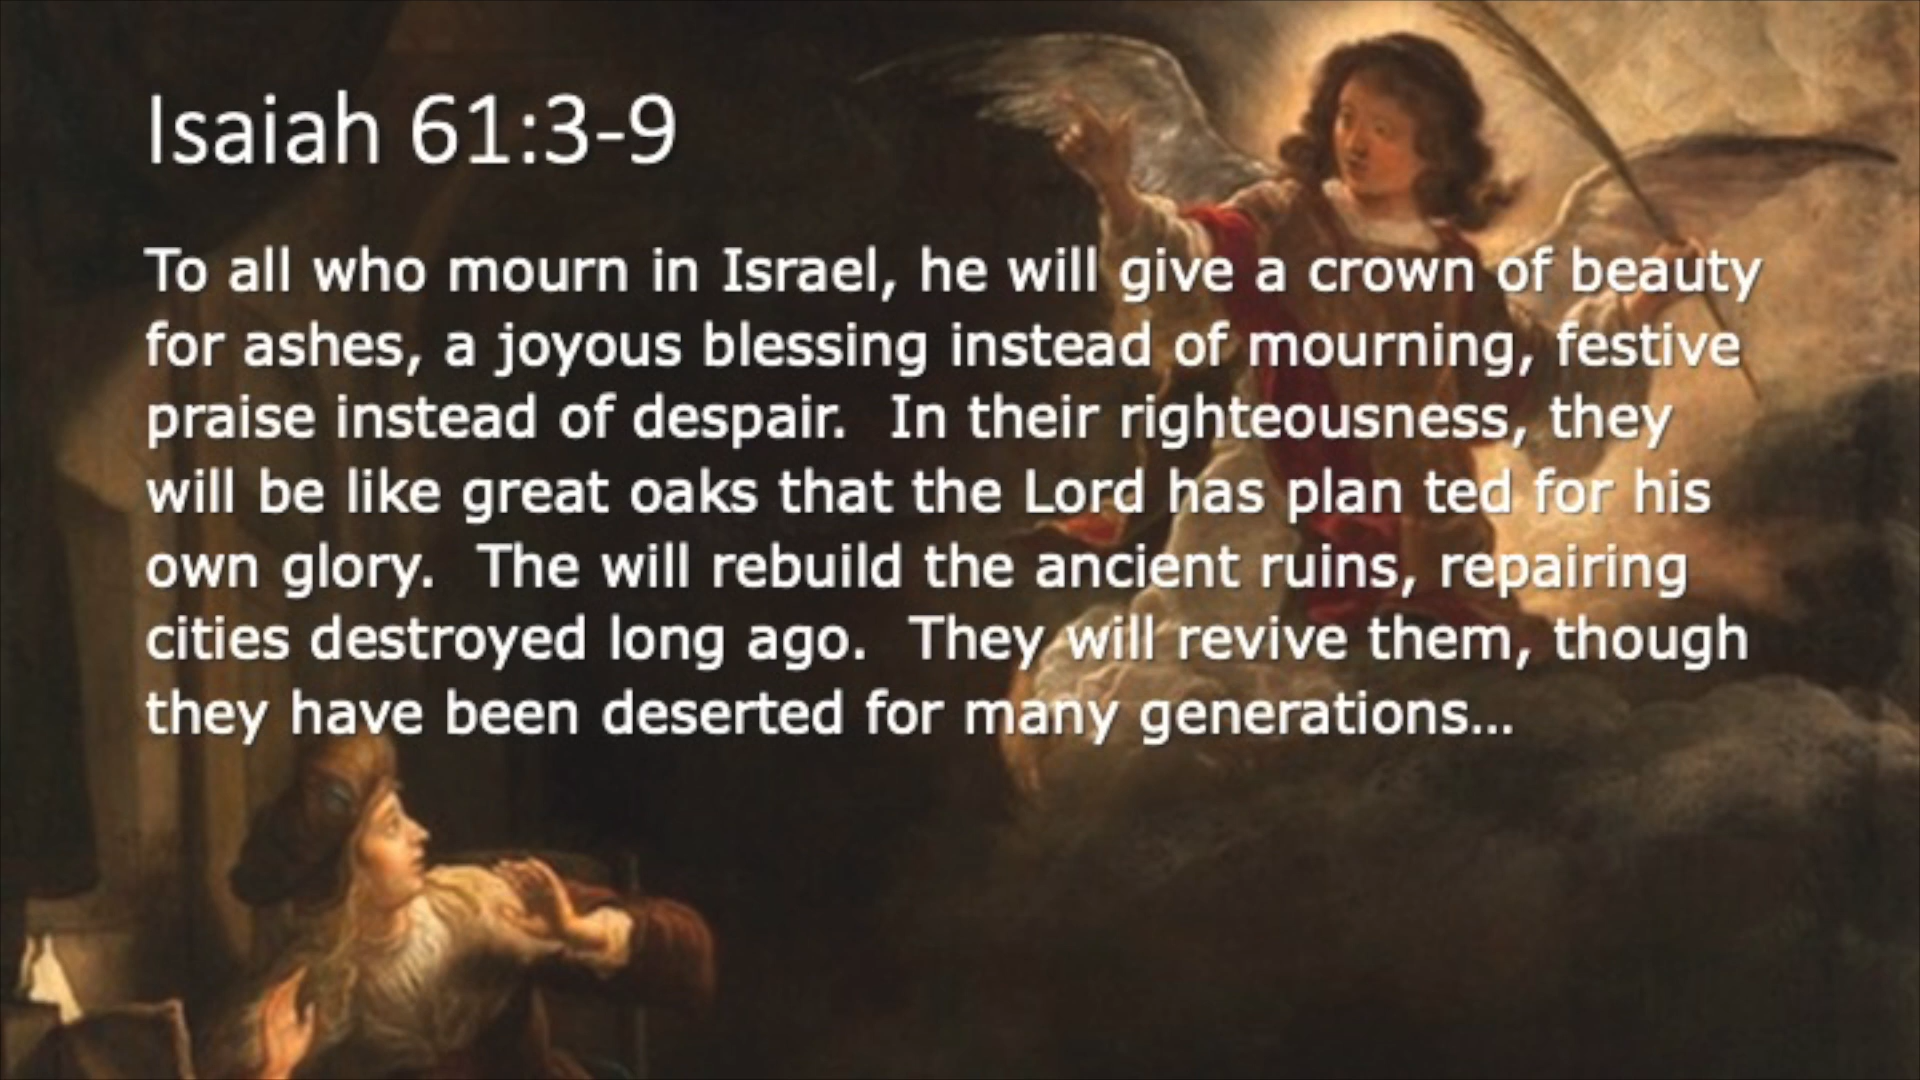 Isaiah 61:3-9
To all who mourn in Israel, he will give a crown of beauty
for ashes, a joyous blessing instead of mourning, festive
praise instead of despair.  In their righteousness, they
will be like great oaks that the Lord has plan ted for his
own glory.  The will rebuild the ancient ruins, repairing
cities destroyed long ago.  They will revive them, though
they have been deserted for many generations...